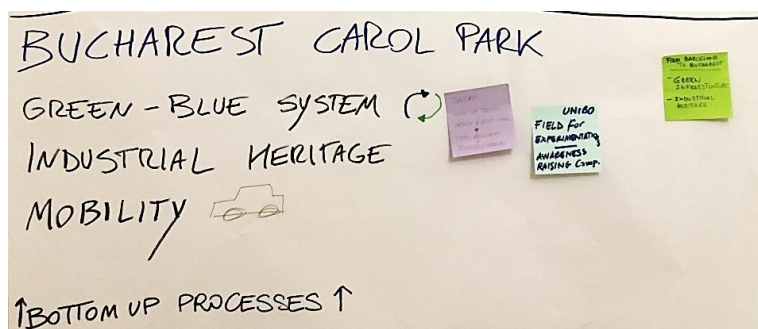 BUCHAREST CAROL PARK
GREEN-BLUE SYSTEM
INDUSTRIAL HERITAGE
MOBILITY
↑BOTTOM UP PROCESSES↑
UNIBO
FIELD for
EXPERIMENTATION
AWARENESS
RAISING Camp.
FROM BARCELONA
TO BUCHAREST
- GREEN
INFRASTRUCTURE
- INDUSTRIAL
HERITAGE